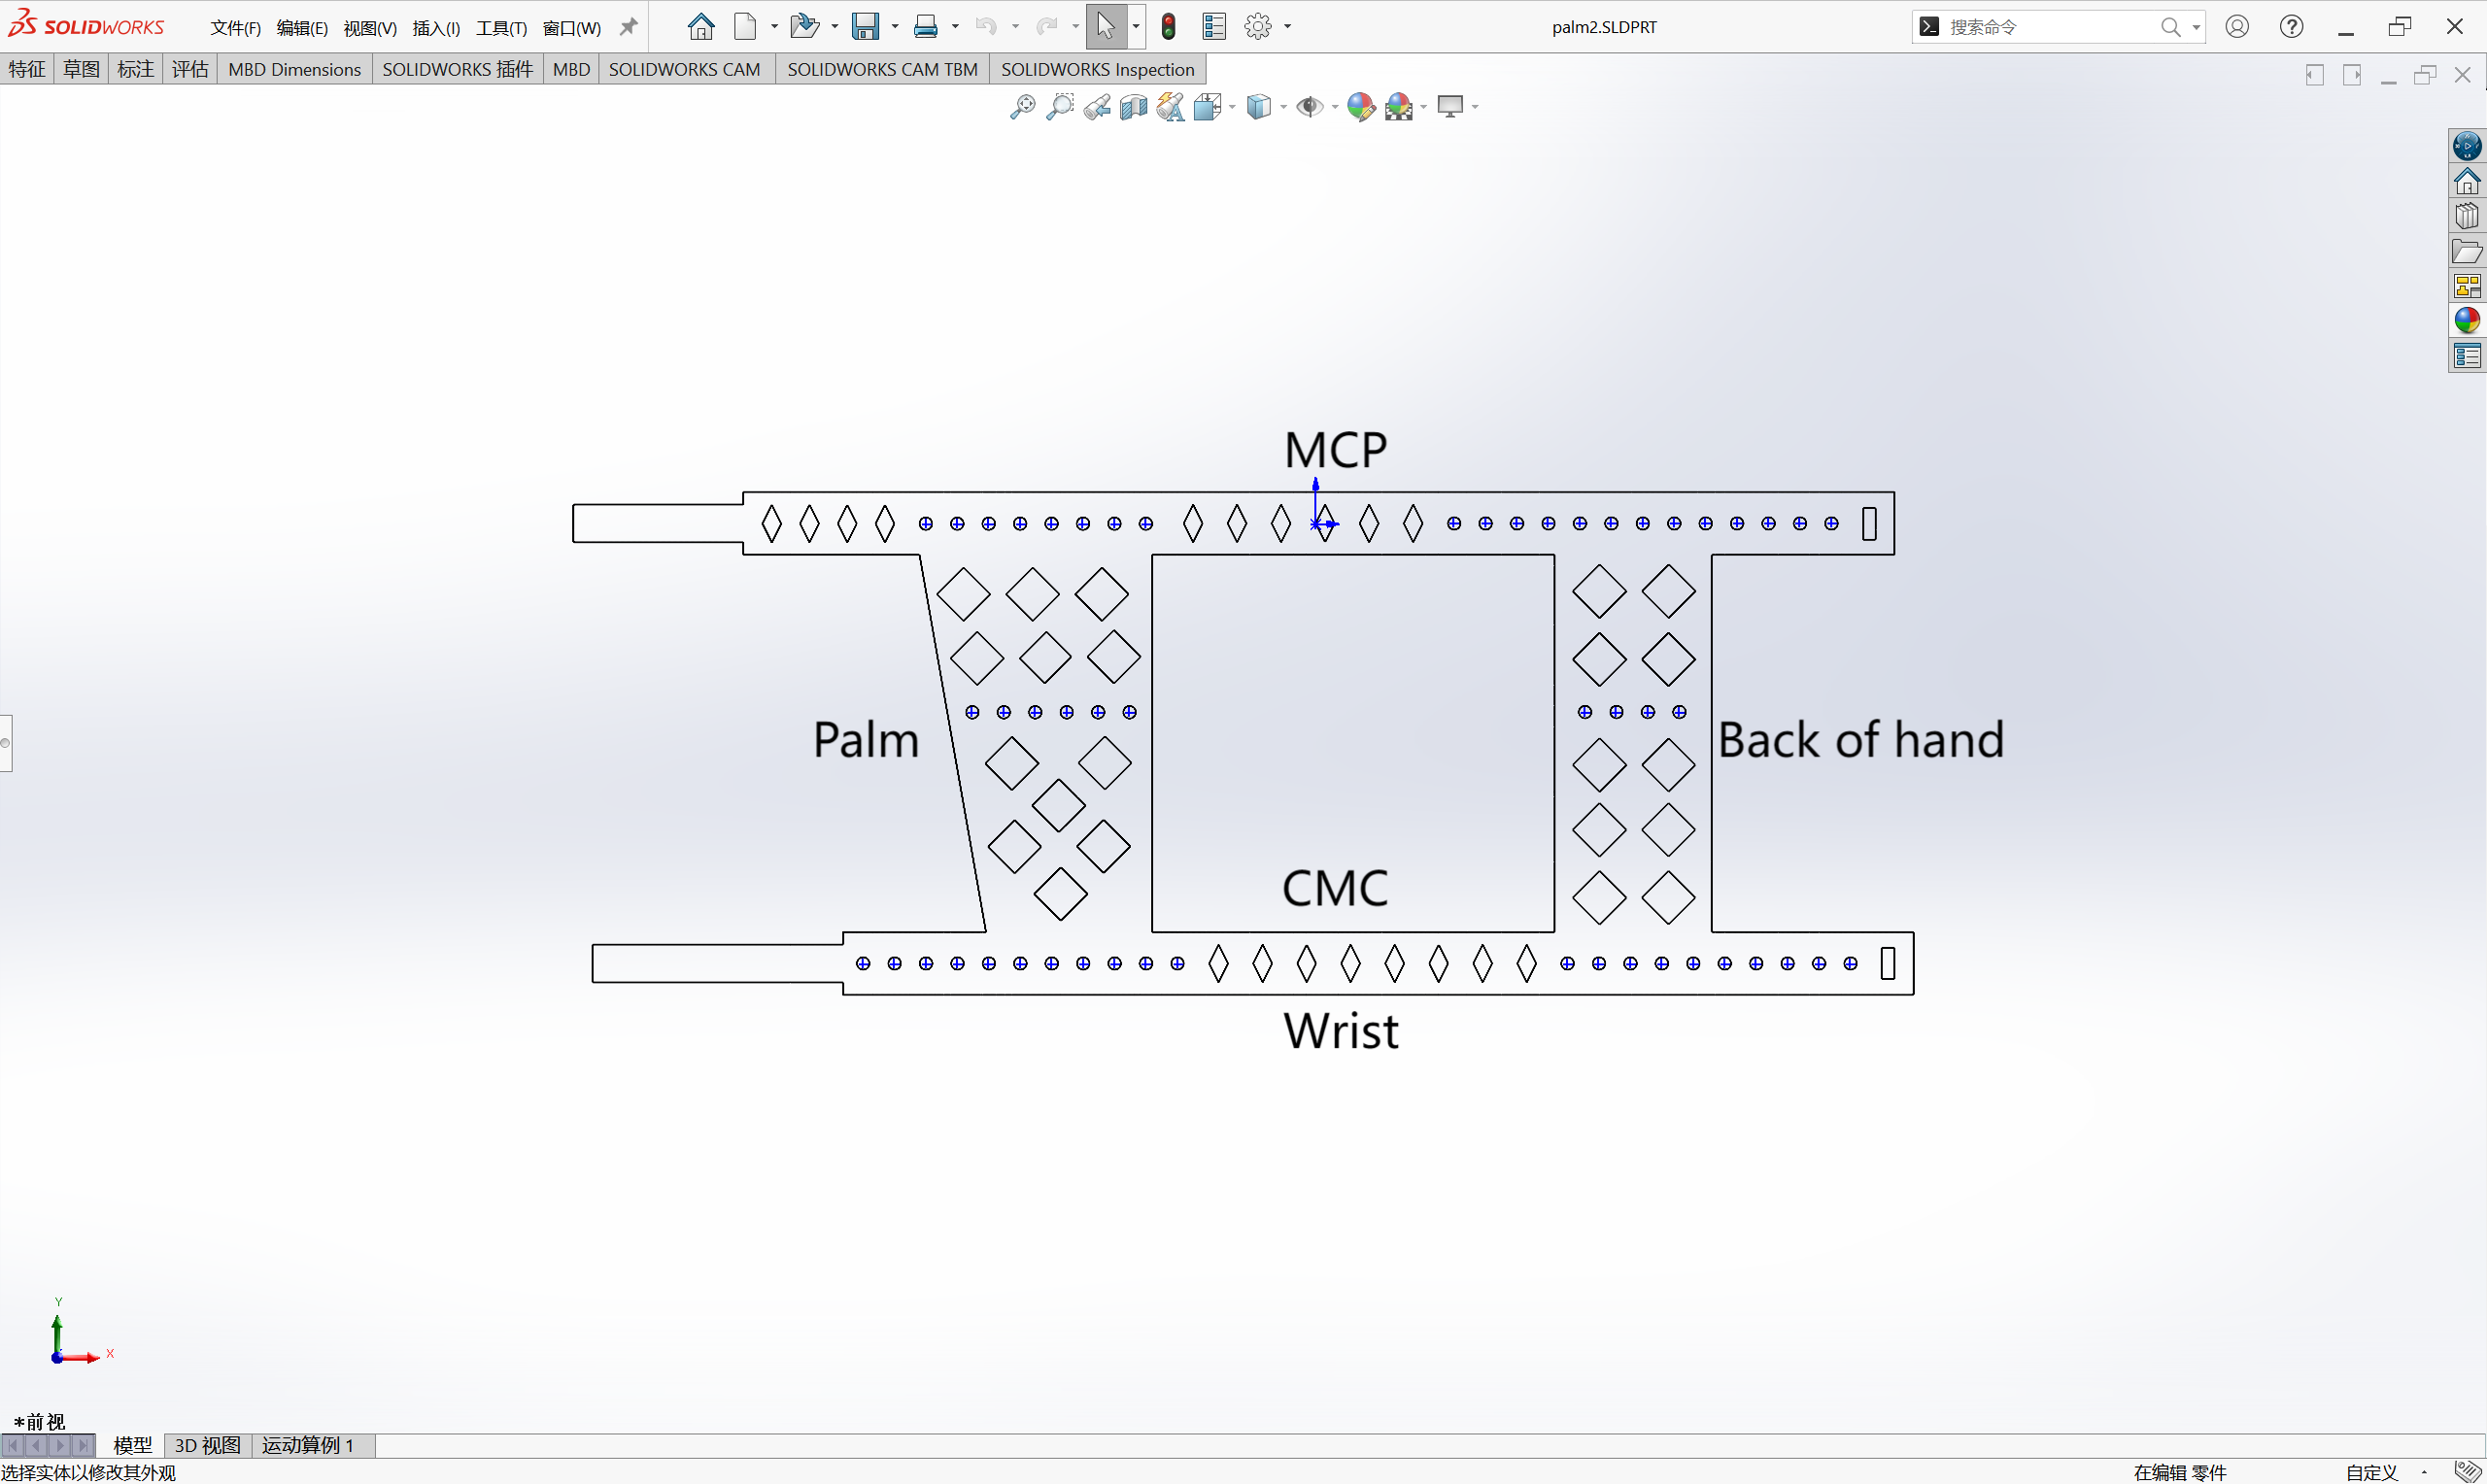 SOLIDWORKS 文件(F) 编辑(E) 视图(V) 插入(I) 工具(T) 窗口(W) palm2.SLDPRT 搜索命令
特征 草图 标注 评估 MBD Dimensions SOLIDWORKS 插件 MBD SOLIDWORKS CAM SOLIDWORKS CAM TBM SOLIDWORKS Inspection
MCP
Palm
Back of hand
CMC
Wrist
Y
X
*前视
模型 3D 视图 运动算例 1
选择实体以修改其外观 在编辑 零件 自定义